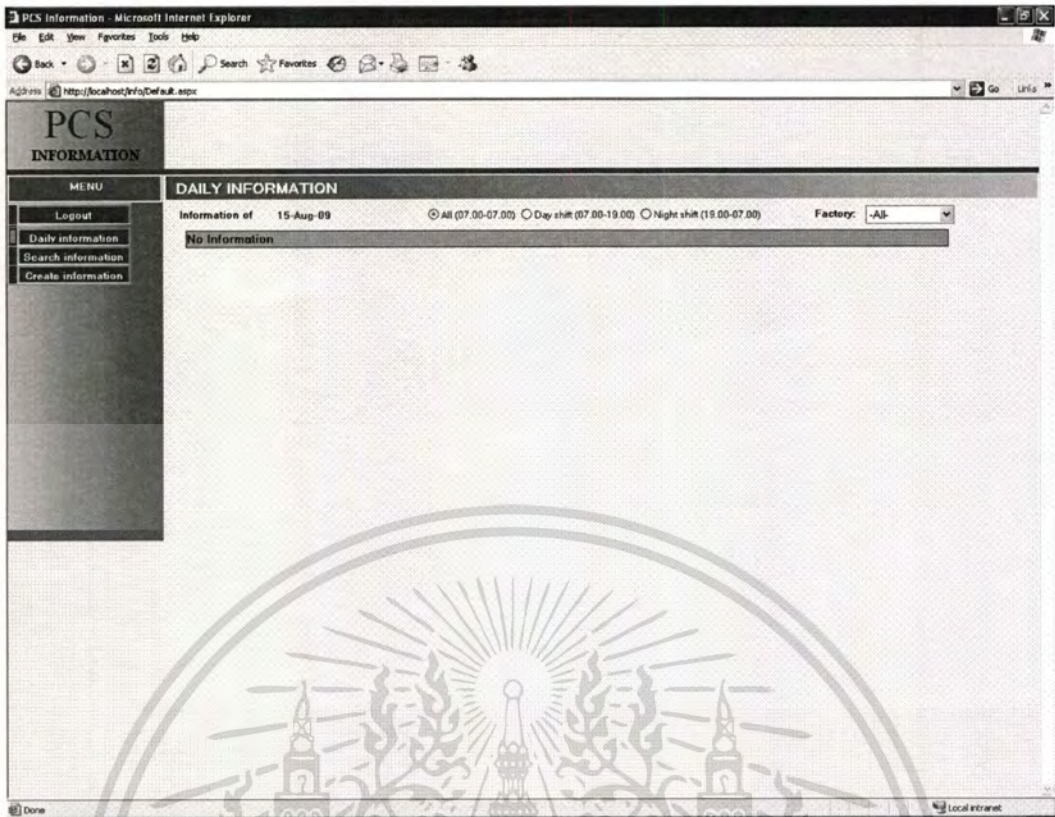 PCS Information - Microsoft Internet Explorer
File Edit View Favorites Tools Help
Back Search Favorites
Address http://localhost/info/Default.aspx Go Links »
PCS
INFORMATION
MENU
Logout
Daily information
Search information
Create information
DAILY INFORMATION
Information of 15-Aug-09 All (07.00-07.00) Day shift (07.00-19.00) Night shift (19.00-07.00) Factory: -All-
No Information
Done Local intranet